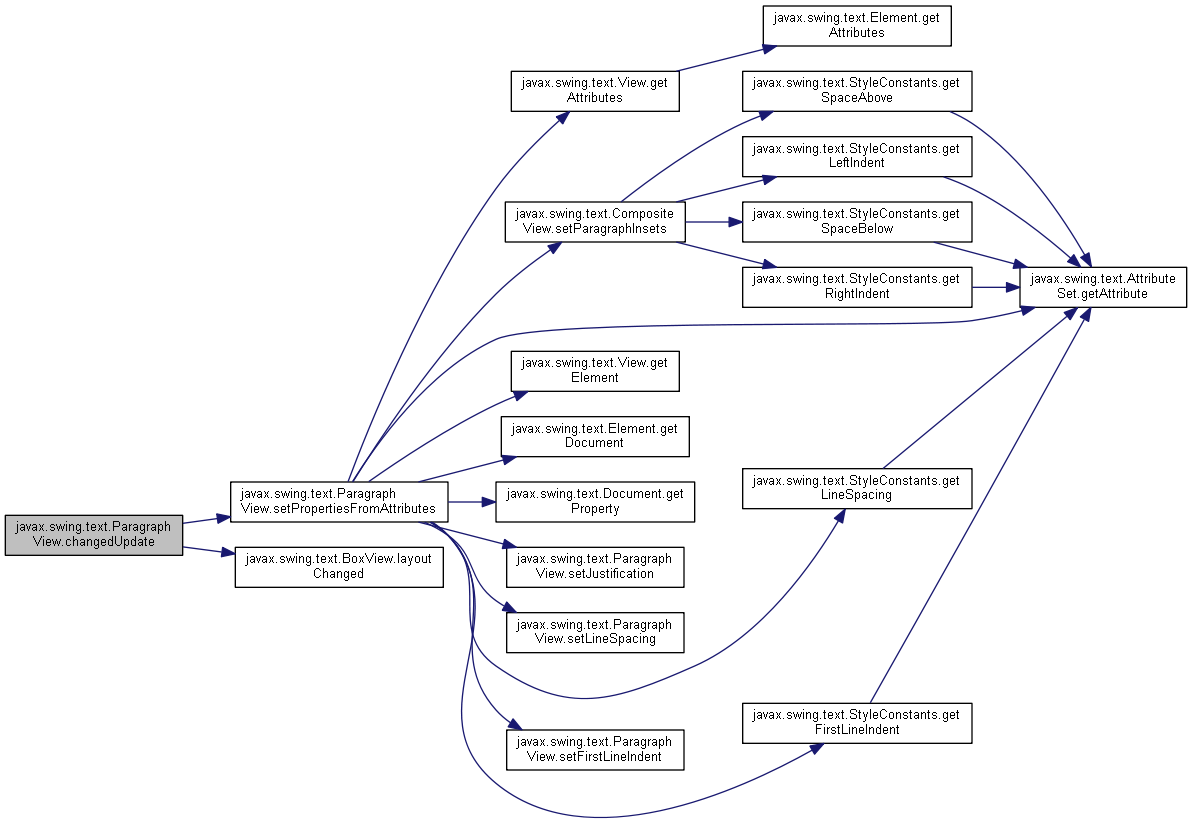 javax.swing.text.Element.get
Attributes
javax.swing.text.View.get
Attributes
javax.swing.text.StyleConstants.get
SpaceAbove
javax.swing.text.StyleConstants.get
LeftIndent
javax.swing.text.Composite
View.setParagraphInsets
javax.swing.text.StyleConstants.get
SpaceBelow
javax.swing.text.StyleConstants.get
RightIndent
javax.swing.text.Attribute
Set.getAttribute
javax.swing.text.View.get
Element
javax.swing.text.Element.get
Document
javax.swing.text.Paragraph
View.setPropertiesFromAttributes
javax.swing.text.Document.get
Property
javax.swing.text.StyleConstants.get
LineSpacing
javax.swing.text.Paragraph
View.changedUpdate
javax.swing.text.BoxView.layout
Changed
javax.swing.text.Paragraph
View.setJustification
javax.swing.text.Paragraph
View.setLineSpacing
javax.swing.text.StyleConstants.get
FirstLineIndent
javax.swing.text.Paragraph
View.setFirstLineIndent